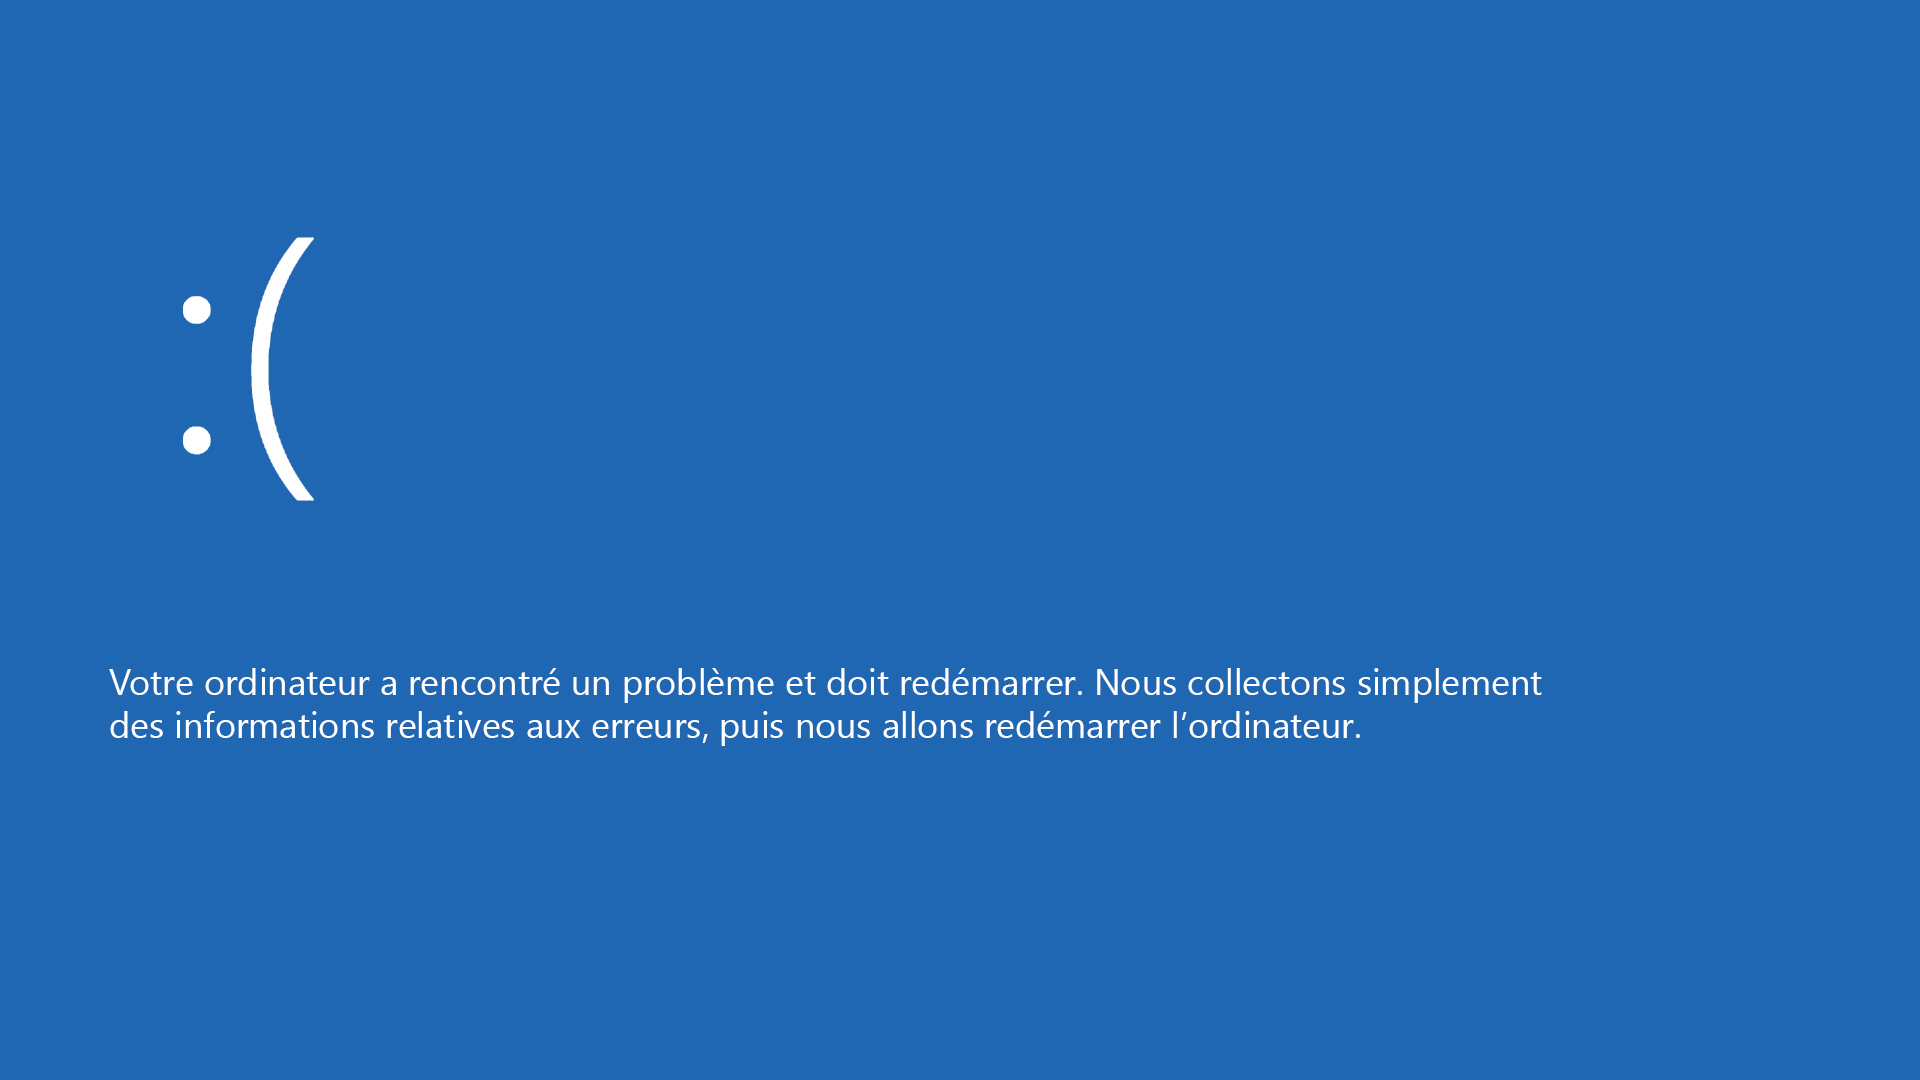 :(
Votre ordinateur a rencontré un problème et doit redémarrer. Nous collectons simplement
des informations relatives aux erreurs, puis nous allons redémarrer l’ordinateur.